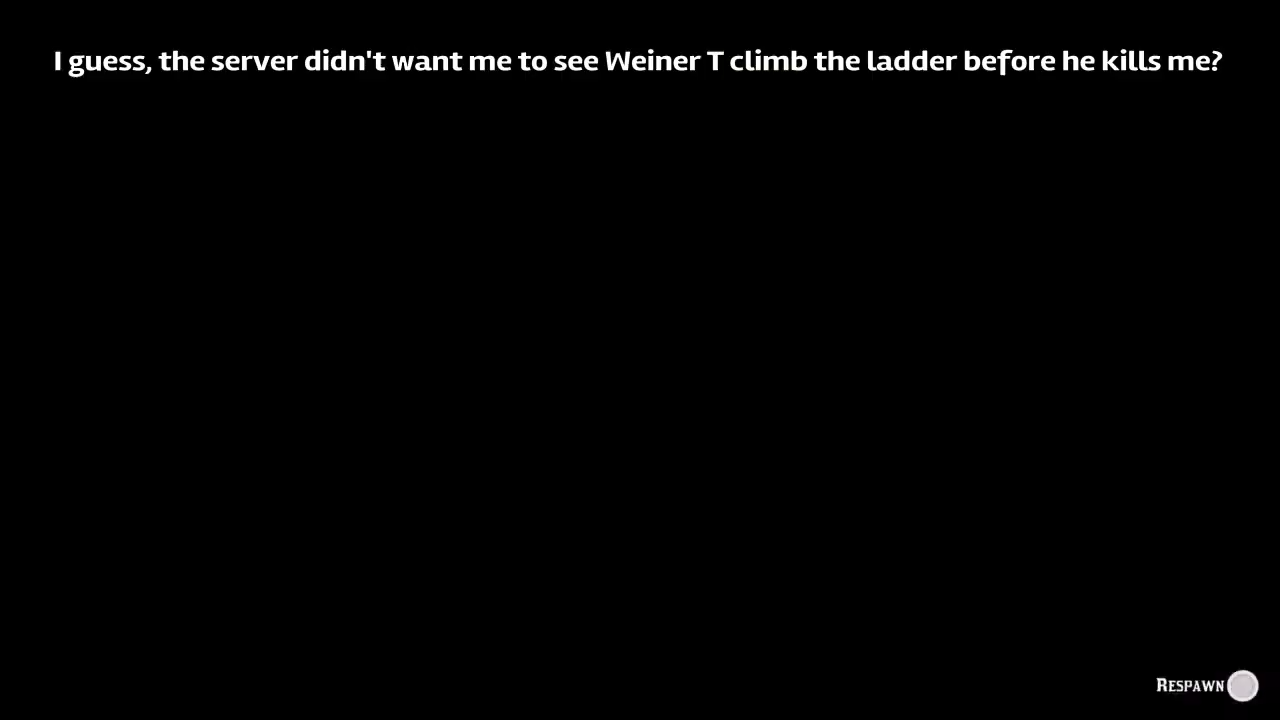 I guess, the server didn't want me to see Weiner T climb the ladder before he kills me?
Respawn